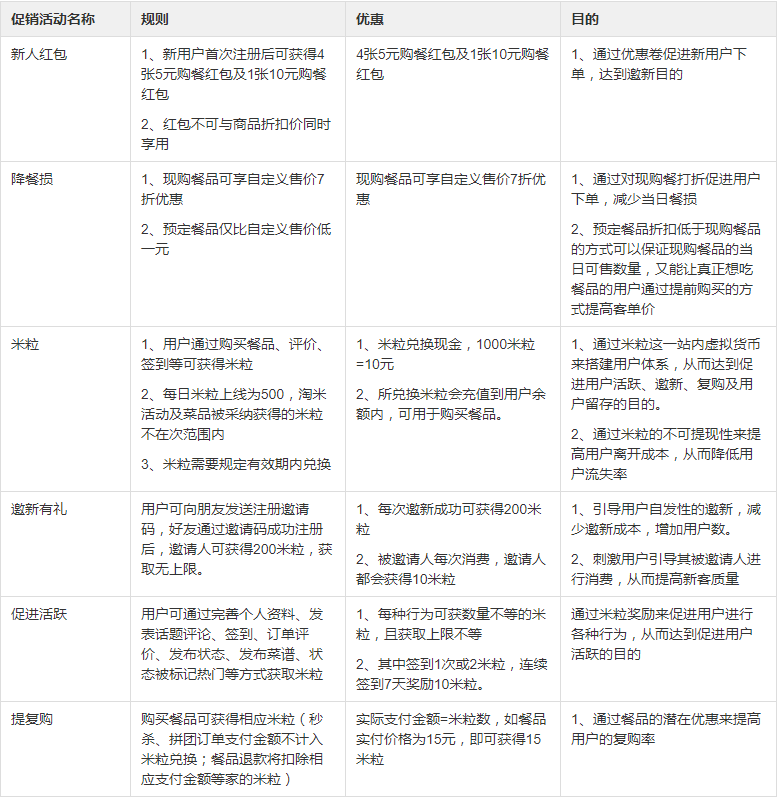 促销活动名称
规则
优惠
目的
新人红包
1、新用户首次注册后可获得4
张5元购餐红包及1张10元购餐
红包
2、红包不可与商品折扣价同时
享用
4张5元购餐红包及1张10元购餐
红包
1、通过优惠卷促进新用户下
单，达到邀新目的
降餐损
1、现购餐品可享自定义售价7
折优惠
2、预定餐品仅比自定义售价低
一元
现购餐品可享自定义售价7折优
惠
1、通过对现购餐打折促进用户
下单，减少当日餐损
2、预定餐品折扣低于现购餐品
的方式可以保证现购餐品的当
日可售数量，又能让真正想吃
餐品的用户通过提前购买的方
式提高客单价
米粒
1、用户通过购买餐品、评价、
签到等可获得米粒
2、每日米粒上线为500，淘米
活动及菜品被采纳获得的米粒
不在次范围内
3、米粒需要规定有效期内兑换
1、米粒兑换现金，1000米粒
=10元
2、所兑换米粒会充值到用户余
额内，可用于购买餐品。
1、通过米粒这一站内虚拟货币
来搭建用户体系，从而达到促
进用户活跃、邀新、复购及用
户留存的目的。
2、通过米粒的不可提现性来提
高用户离开成本，从而降低用
户流失率
邀新有礼
用户可向朋友发送注册邀请
码，好友通过邀请码成功注册
后，邀请人可获得200米粒，获
取无上限。
1、每次邀新成功可获得200米
粒
2、被邀请人每次消费，邀请人
都会获得10米粒
1、引导用户自发性的邀新，减
少邀新成本，增加用户数。
2、刺激用户引导其被邀请人进
行消费，从而提高新客质量
促进活跃
用户可通过完善个人资料、发
表话题评论、签到、订单评
价、发布状态、发布菜谱、状
态被标记热门等方式获取米粒
1、每种行为可获数量不等的米
粒，且获取上限不等
2、其中签到1次或2米粒，连续
签到7天奖励10米粒。
通过米粒奖励来促进用户进行
各种行为，从而达到促进用户
活跃的目的
提复购
购买餐品可获得相应米粒（秒
杀、拼团订单支付金额不计入
米粒兑换；餐品退款将扣除相
应支付金额等家的米粒）
实际支付金额=米粒数，如餐品
实付价格为15元，即可获得15
米粒
1、通过餐品的潜在优惠来提高
用户的复购率